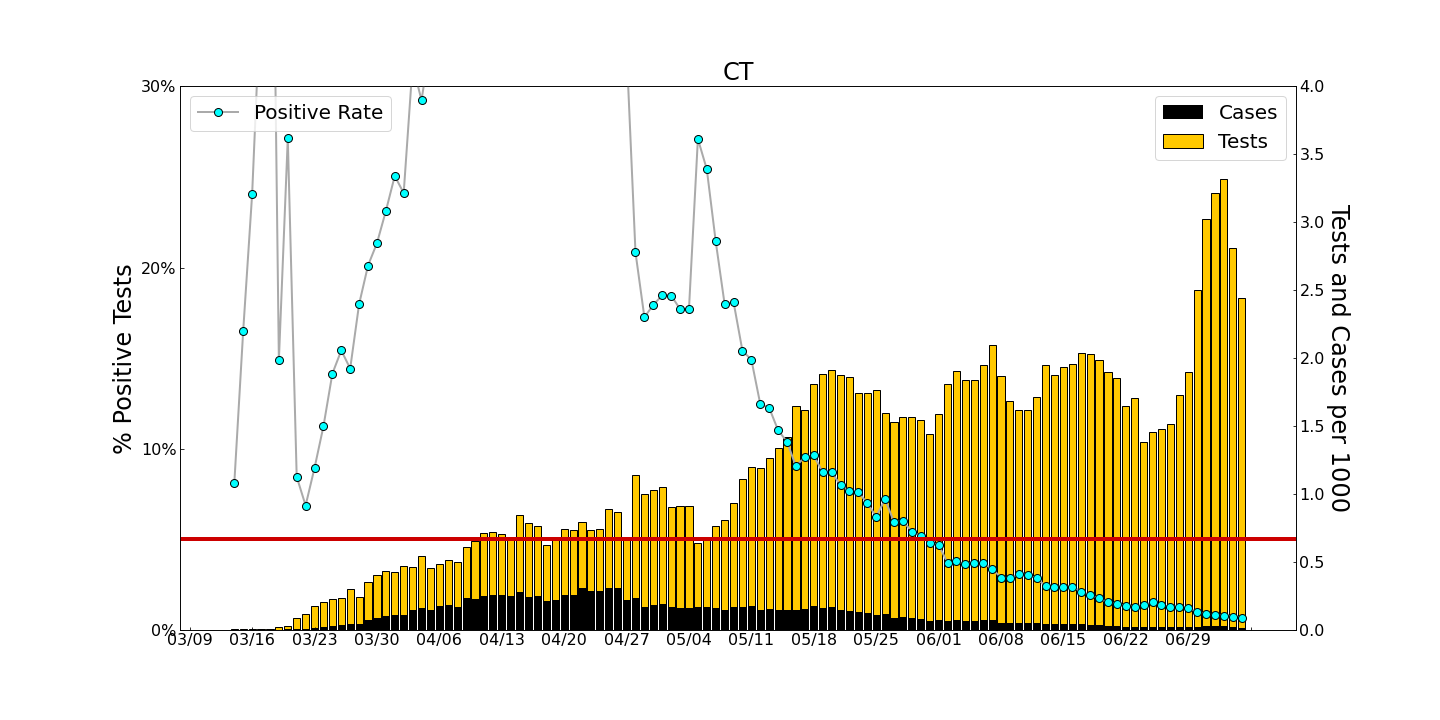 CT
30%
20%
10%
0%
% Positive Tests
Positive Rate
Cases
Tests
4.0
3.5
3.0
2.5
2.0
1.5
1.0
0.5
0.0
Tests and Cases per 1000
03/09 03/16 03/23 03/30 04/06 04/13 04/20 04/27 05/04 05/11 05/18 05/25 06/01 06/08 06/15 06/22 06/29